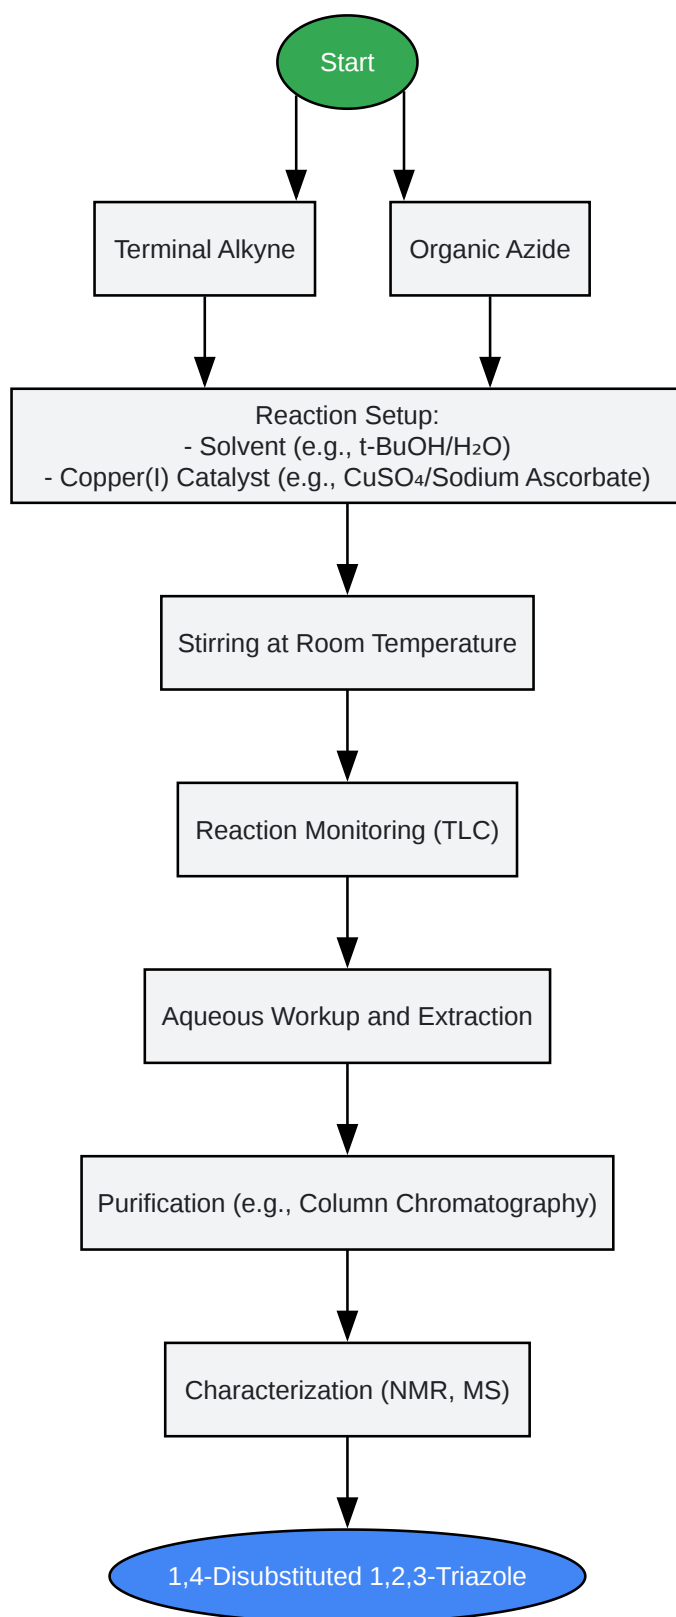 Start
Terminal Alkyne
Organic Azide
Reaction Setup:
- Solvent (e.g., t-BuOH/H₂O)
- Copper(I) Catalyst (e.g., CuSO₄/Sodium Ascorbate)
Stirring at Room Temperature
Reaction Monitoring (TLC)
Aqueous Workup and Extraction
Purification (e.g., Column Chromatography)
Characterization (NMR, MS)
1,4-Disubstituted 1,2,3-Triazole